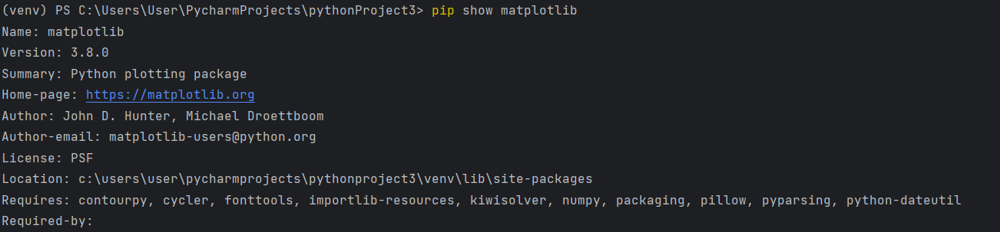 (venv) PS C:\Users\User\PycharmProjects\pythonProject3> pip show matplotlib
Name: matplotlib
Version: 3.8.0
Summary: Python plotting package
Home-page: https://matplotlib.org
Author: John D. Hunter, Michael Droettboom
Author-email: matplotlib-users@python.org
License: PSF
Location: c:\users\user\pycharmprojects\pythonproject3\venv\lib\site-packages
Requires: contourpy, cycler, fonttools, importlib-resources, kiwisolver, numpy, packaging, pillow, pyparsing, python-dateutil
Required-by: